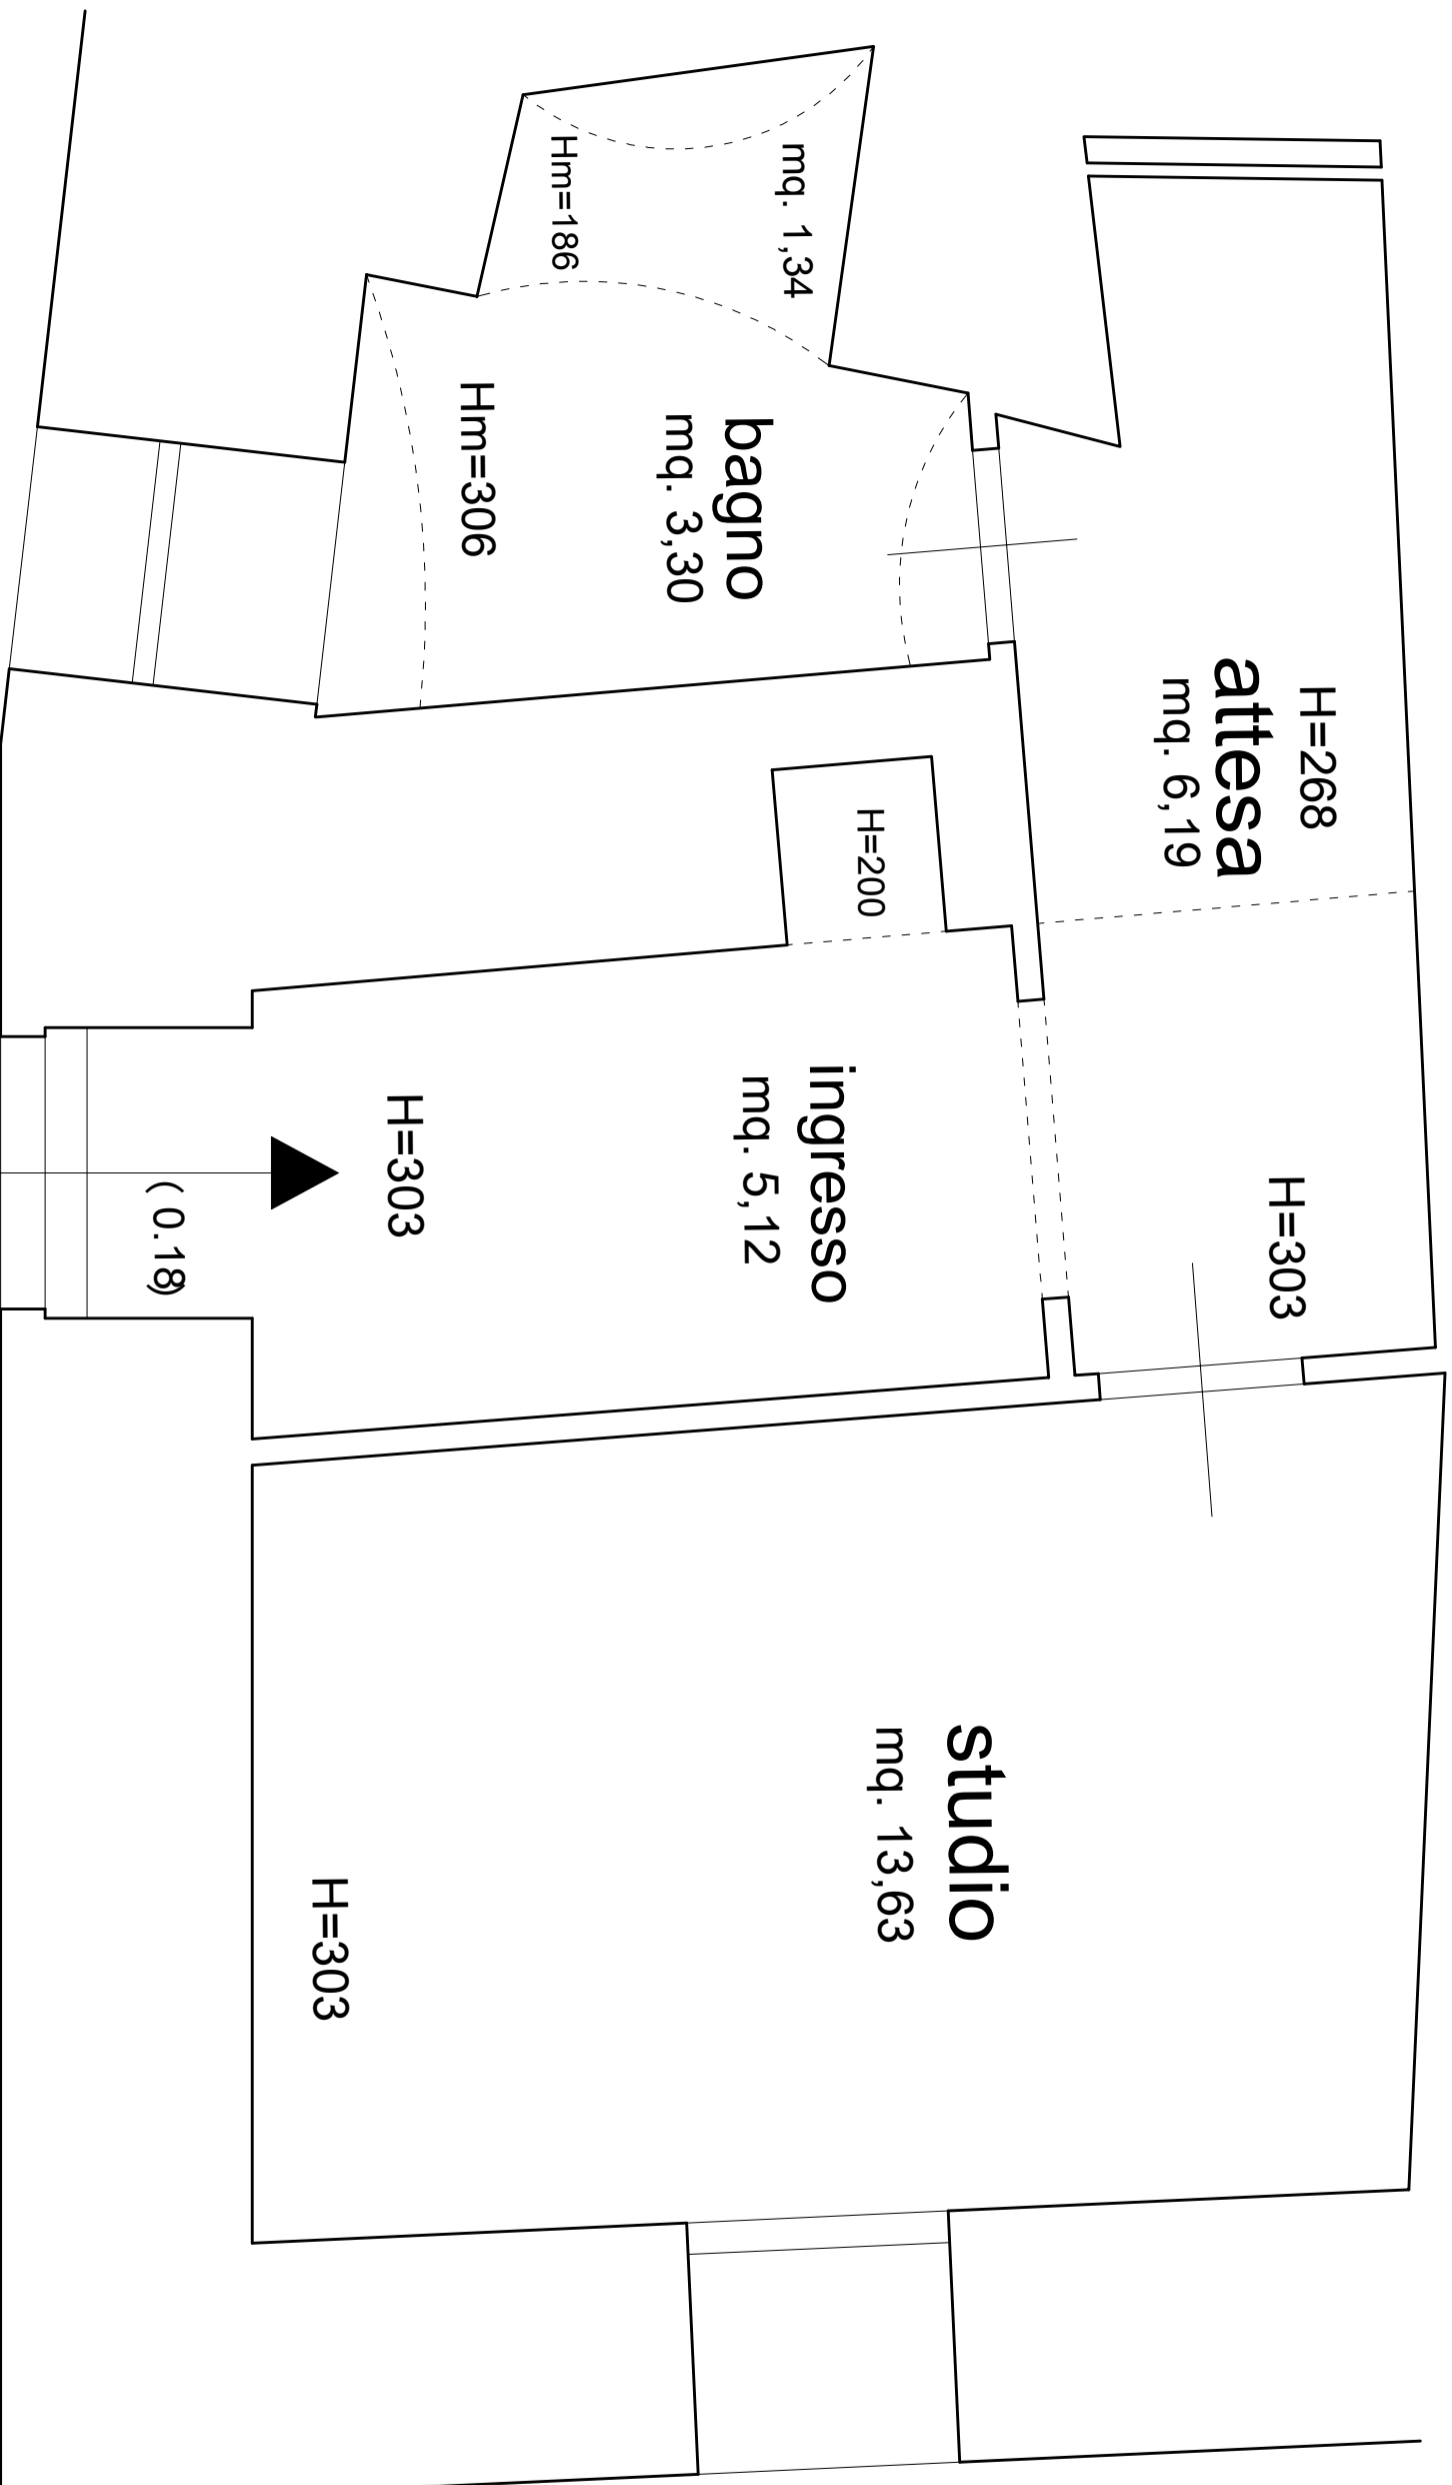 mq. 1,34
Hm=186
bagno
mq. 3,30
Hm=306
H=268
attesa
mq. 6,19
H=200
H=303
ingresso
mq. 5,12
H=303
( 0.18)
studio
mq. 13,63
H=303